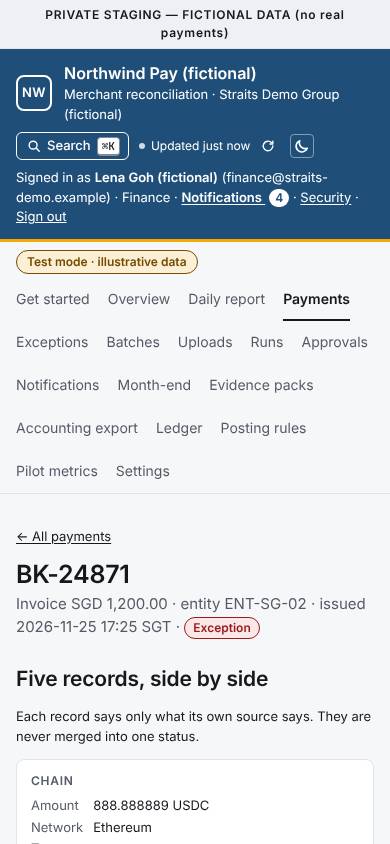 PRIVATE STAGING — FICTIONAL DATA (no real
payments)
NW
Northwind Pay (fictional)
Merchant reconciliation · Straits Demo Group
(fictional)
Search ⌘K
Updated just now
Signed in as Lena Goh (fictional) (finance@straits-
demo.example) · Finance · Notifications 4 · Security ·
Sign out
Test mode · illustrative data
Get started Overview Daily report Payments
Exceptions Batches Uploads Runs Approvals
Notifications Month-end Evidence packs
Accounting export Ledger Posting rules
Pilot metrics Settings
← All payments
BK-24871
Invoice SGD 1,200.00 · entity ENT-SG-02 · issued
2026-11-25 17:25 SGT · Exception
Five records, side by side
Each record says only what its own source says. They are
never merged into one status.
CHAIN
Amount 888.888889 USDC
Network Ethereum